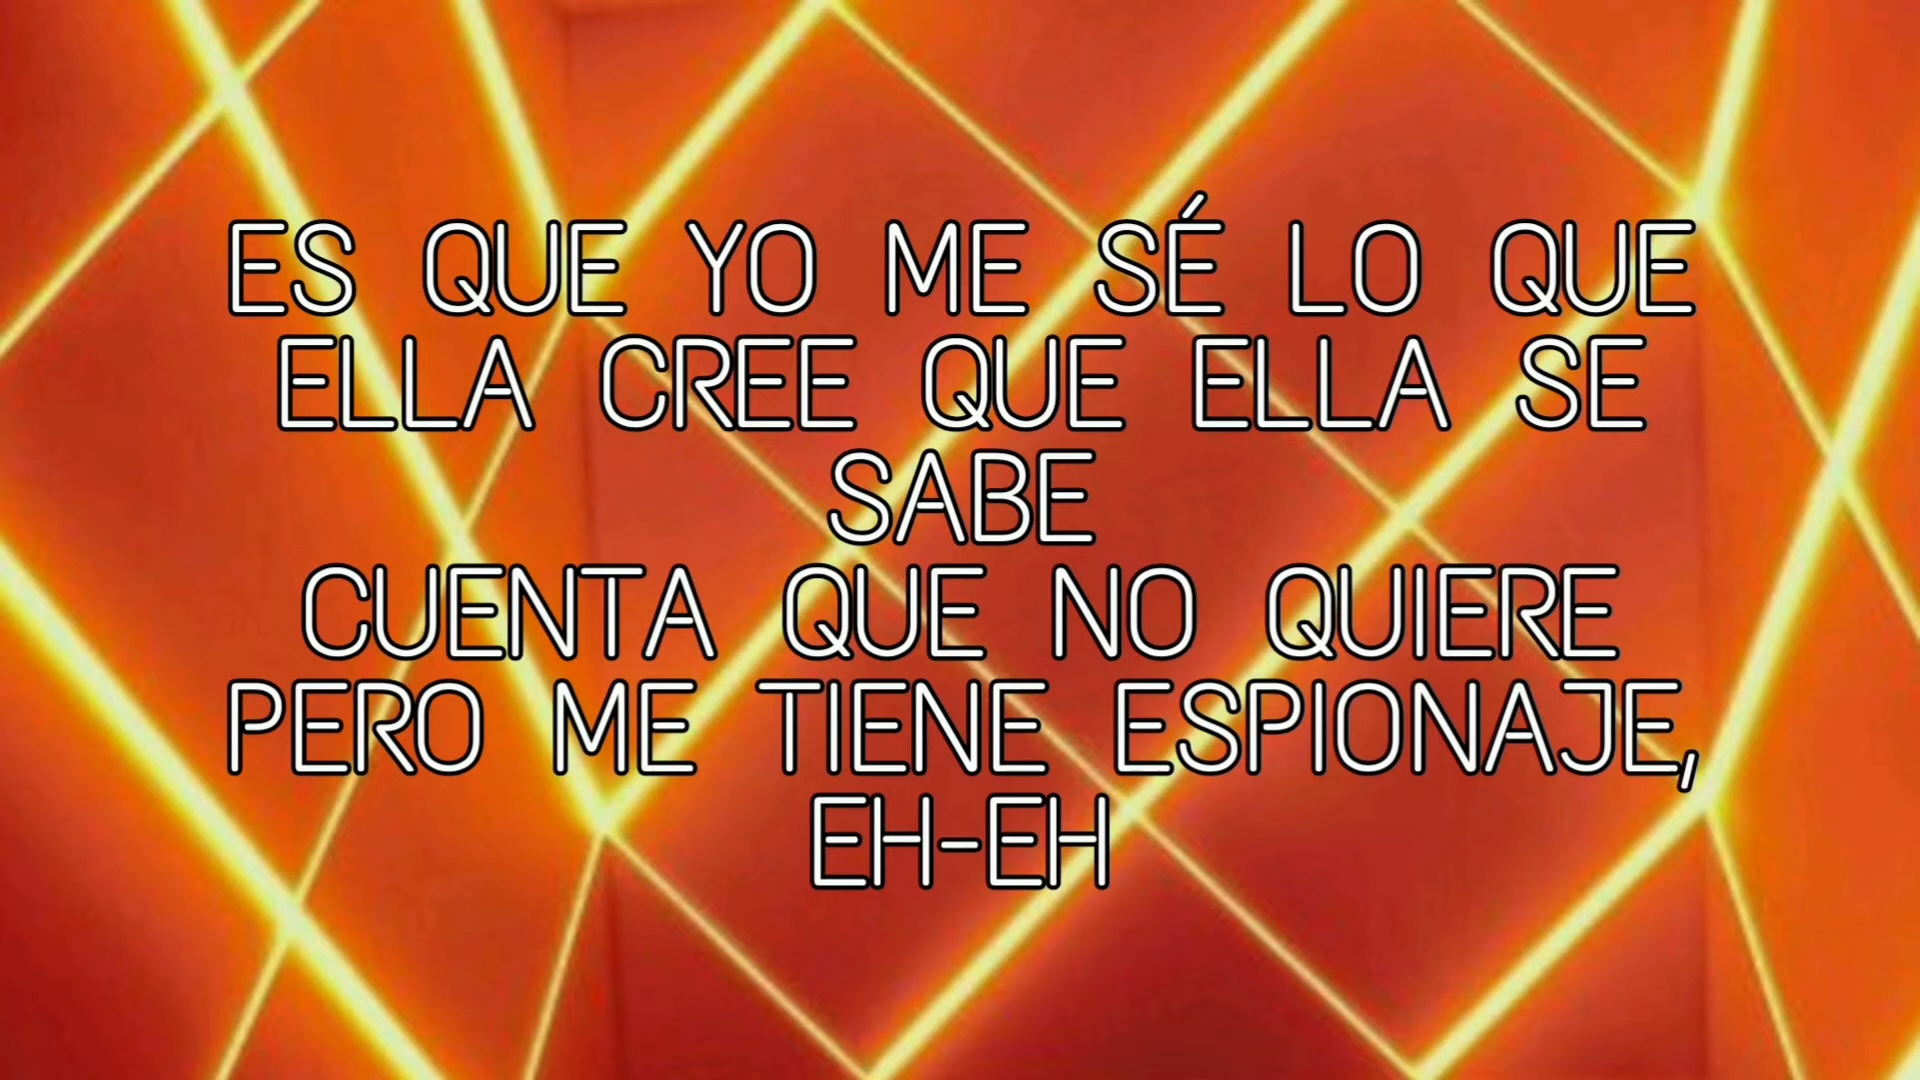 ES QUE YO ME SÉ LO QUE
ELLA CREE QUE ELLA SE
SABE
CUENTA QUE NO QUIERE
PERO ME TIENE ESPIONAJE,
EH-EH